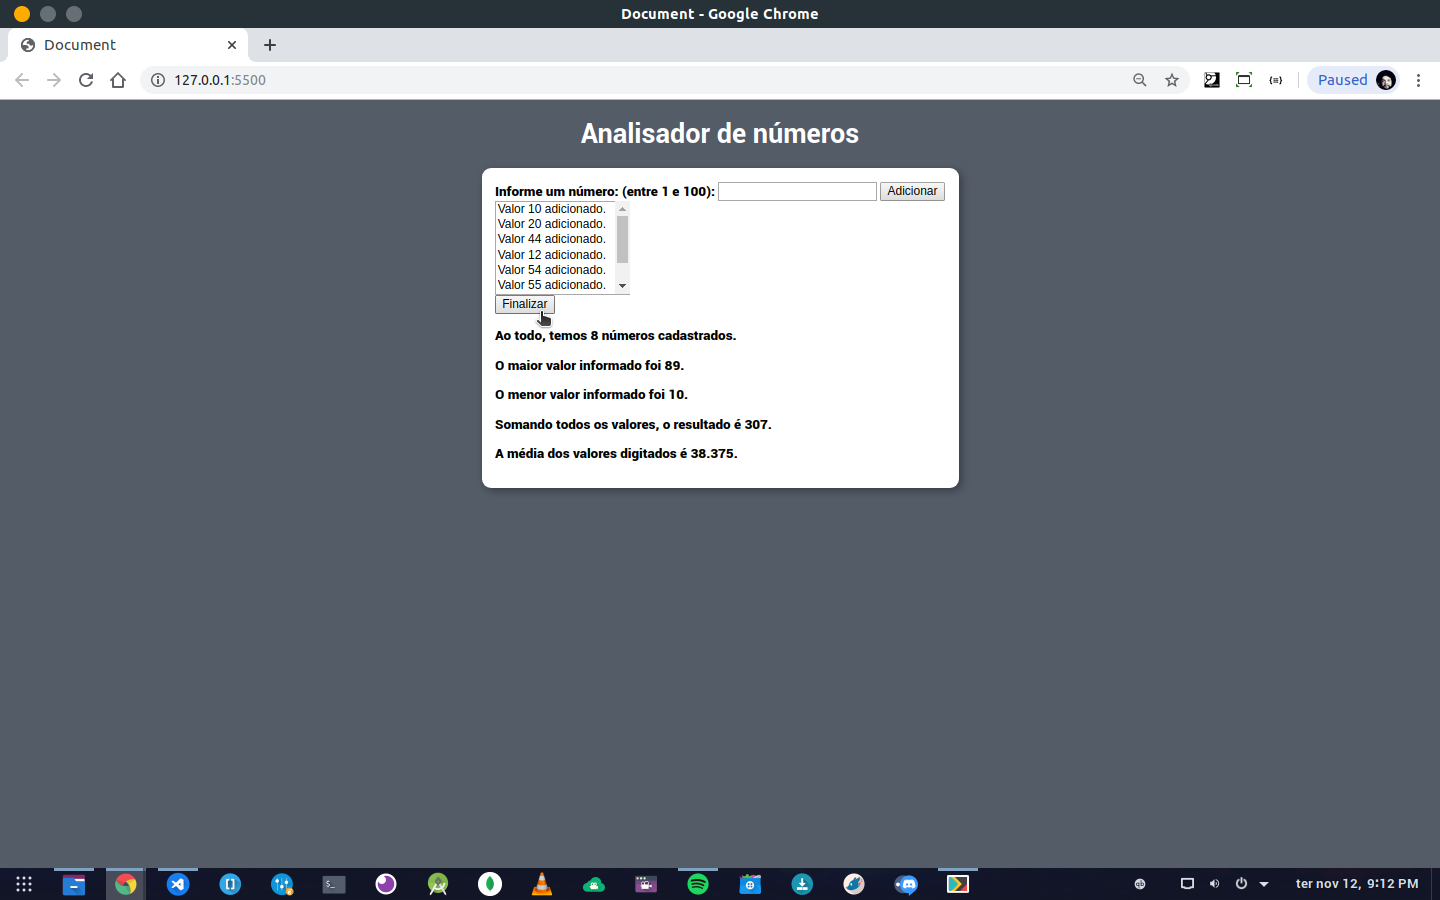 Document - Google Chrome
Document
127.0.0.1:5500
Paused
Analisador de números
Informe um número: (entre 1 e 100): Adicionar
Valor 10 adicionado.
Valor 20 adicionado.
Valor 44 adicionado.
Valor 12 adicionado.
Valor 54 adicionado.
Valor 55 adicionado.
Finalizar
Ao todo, temos 8 números cadastrados.
O maior valor informado foi 89.
O menor valor informado foi 10.
Somando todos os valores, o resultado é 307.
A média dos valores digitados é 38.375.
ter nov 12, 9:12 PM